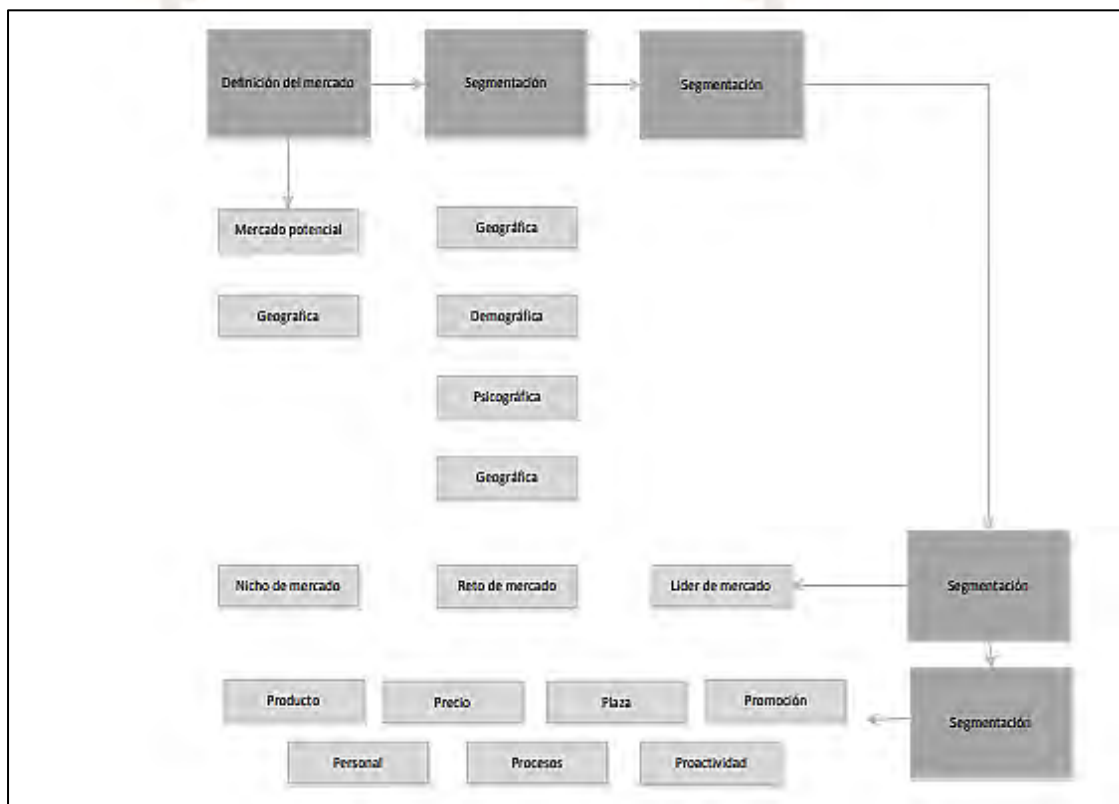 Definición del mercado
Segmentación
Segmentación
Mercado potencial
Geográfica
Geografica
Demográfica
Psicográfica
Geográfica
Nicho de mercado
Reto de mercado
Lider de mercado
Segmentación
Producto
Precio
Plaza
Promoción
Segmentación
Personal
Procesos
Proactividad